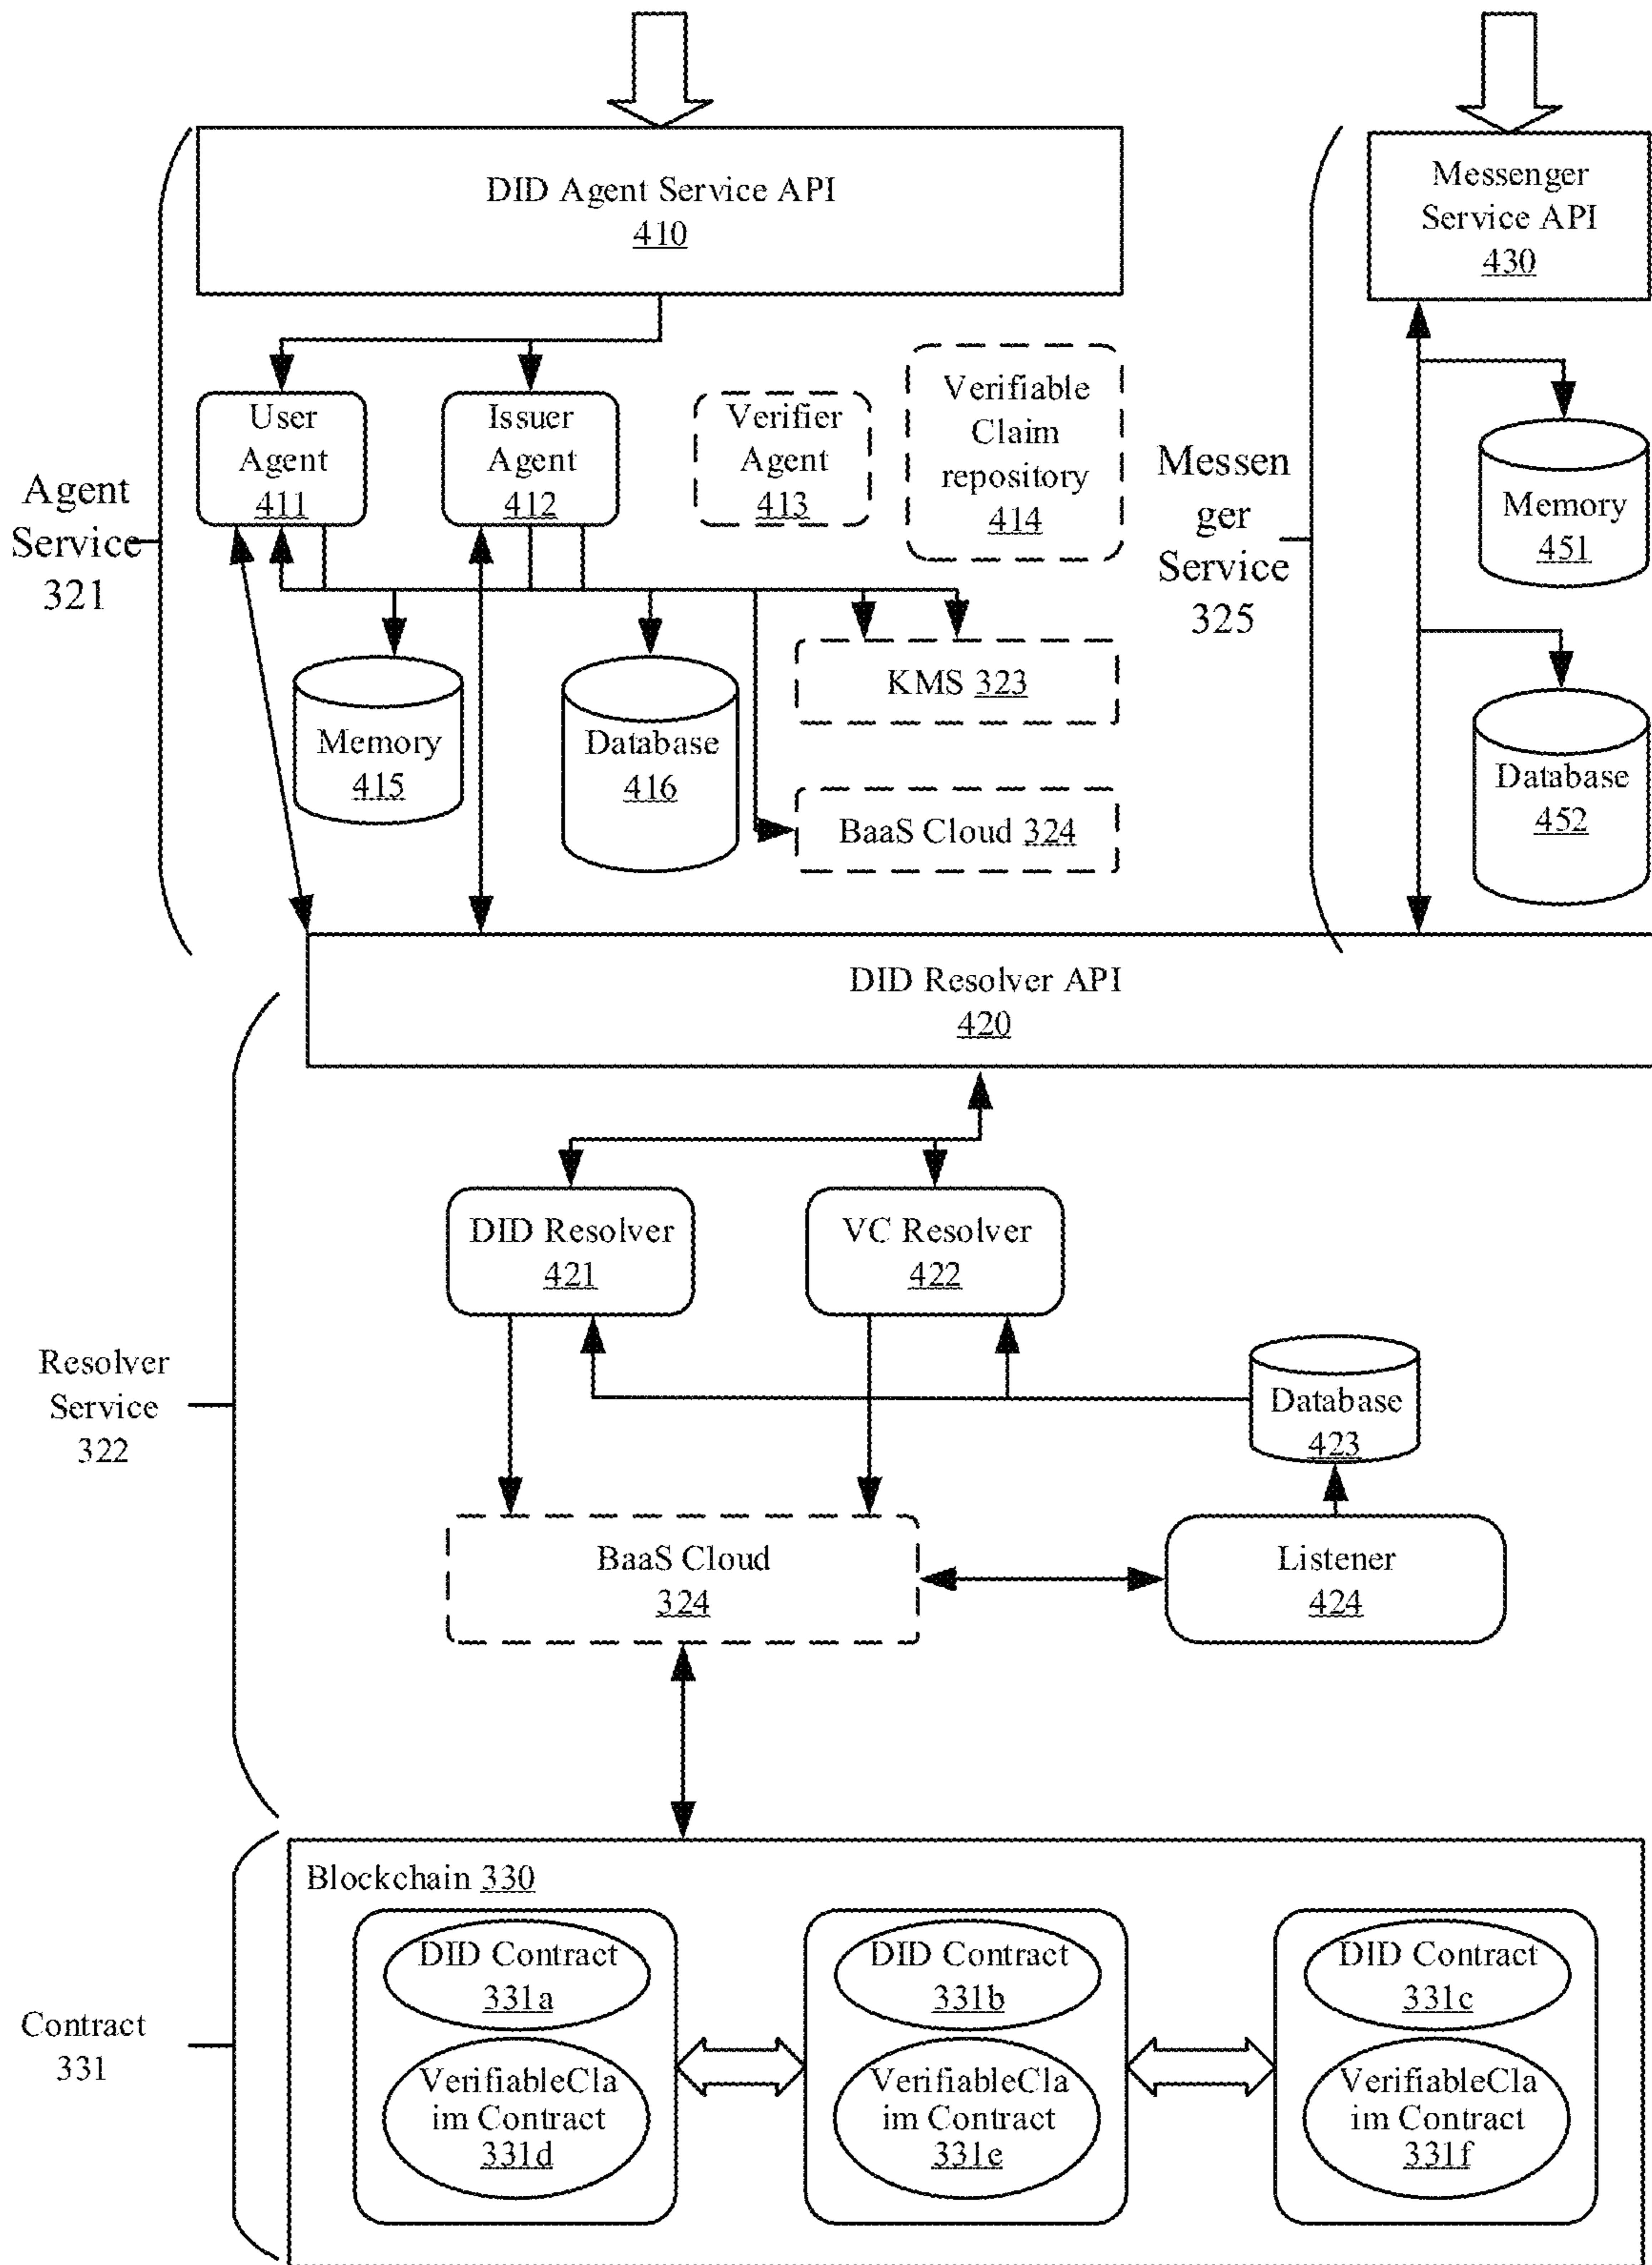 DID Agent Service API
410
Messenger
Service API
430
User
Agent
411
Issuer
Agent
412
Verifier
Agent
413
Verifiable
Claim
repository
414
Agent
Service
321
Messen
ger
Service
325
Memory
451
KMS 323
Memory
415
Database
416
BaaS Cloud 324
Database
452
DID Resolver API
420
DID Resolver
421
VC Resolver
422
Resolver
Service
322
Database
423
BaaS Cloud
324
Listener
424
Blockchain 330
DID Contract
331a
DID Contract
331b
DID Contract
331c
Contract
331
VerifiableCla
im Contract
331d
VerifiableCla
im Contract
331e
VerifiableCla
im Contract
331f